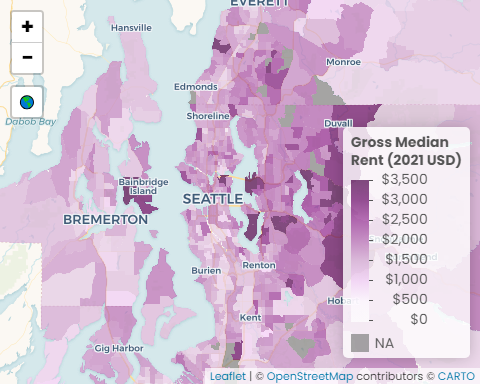 EVERETT
+
Hansville
−
Monroe
Edmonds
Dabob Bay
Shoreline
Duvall
Gross Median
Rent (2021 USD)
$3,500
$3,000
$2,500
$2,000
$1,500
$1,000
$500
$0
NA
Bainbridge
Island
SEATTLE
BREMERTON
Burien
Renton
Hoba
Kent
Gig Harbor
Leaflet | © OpenStreetMap contributors © CARTO